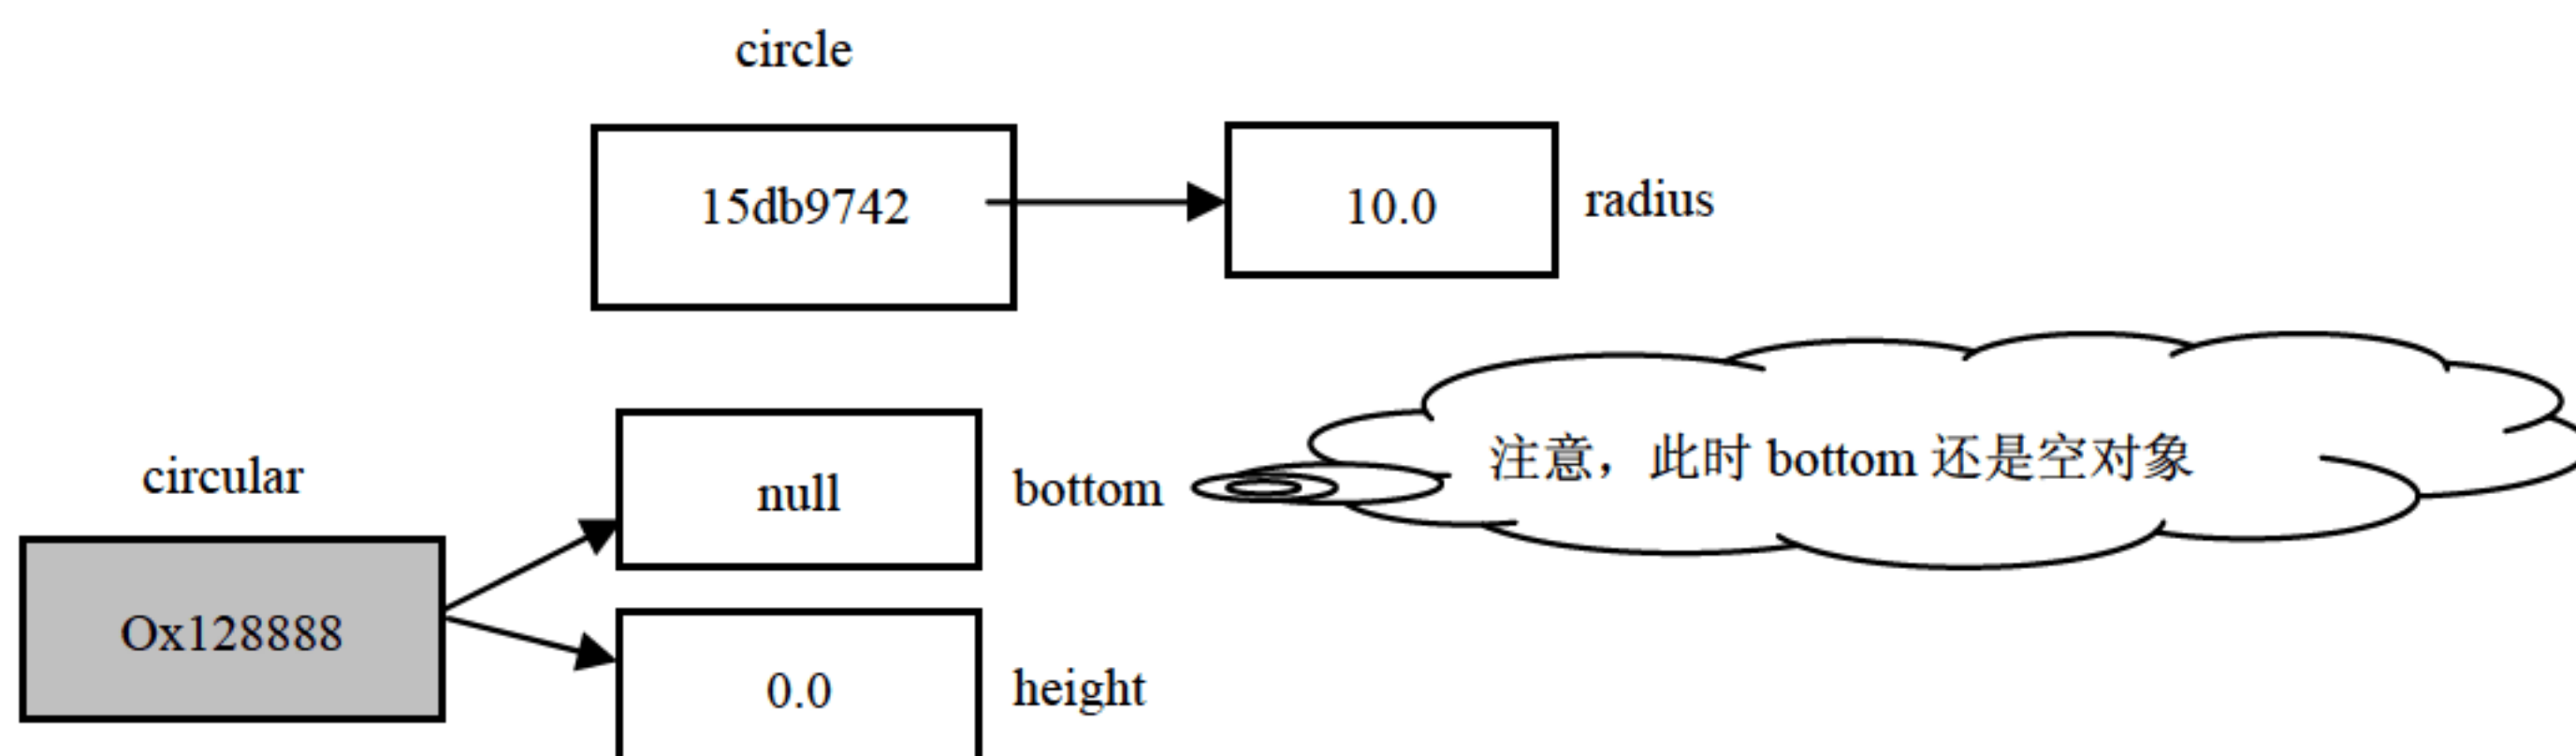 circle
15db9742
10.0
radius
注意，此时 bottom 还是空对象
circular
null
bottom
Ox128888
0.0
height